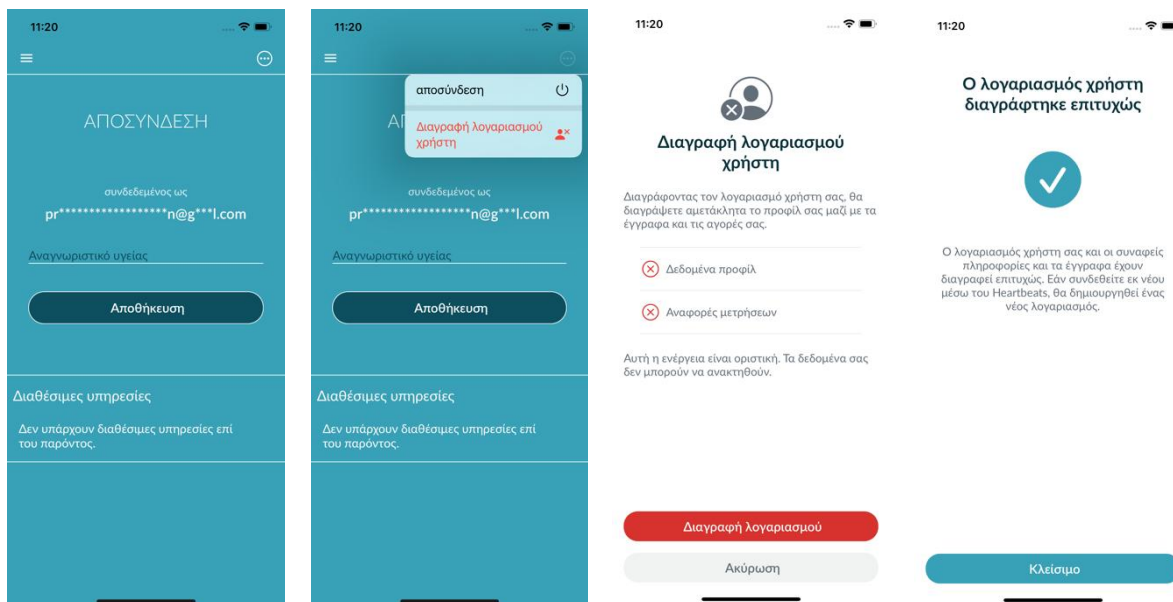 11:20
ΑΠΟΣΥΝΔΕΣΗ
συνδεδεμένος ως
pr******************n@g***l.com
Αναγνωριστικό υγείας
Αποθήκευση
Διαθέσιμες υπηρεσίες
Δεν υπάρχουν διαθέσιμες υπηρεσίες επί
του παρόντος.
11:20
αποσύνδεση
Διαγραφή λογαριασμού
χρήστη
ΑΠ
συνδεδεμένος ως
pr******************n@g***l.com
Αναγνωριστικό υγείας
Αποθήκευση
Διαθέσιμες υπηρεσίες
Δεν υπάρχουν διαθέσιμες υπηρεσίες επί
του παρόντος.
11:20
Διαγραφή λογαριασμού
χρήστη
Διαγράφοντας τον λογαριασμό χρήστη σας, θα
διαγράψετε αμετάκλητα το προφίλ σας μαζί με τα
έγγραφα και τις αγορές σας.
Δεδομένα προφίλ
Αναφορές μετρήσεων
Αυτή η ενέργεια είναι οριστική. Τα δεδομένα σας
δεν μπορούν να ανακτηθούν.
Διαγραφή λογαριασμού
Ακύρωση
11:20
Ο λογαριασμός χρήστη
διαγράφτηκε επιτυχώς
Ο λογαριασμός χρήστη σας και οι συναφείς
πληροφορίες και τα έγγραφα έχουν
διαγραφεί επιτυχώς. Εάν συνδεθείτε εκ νέου
μέσω του Heartbeats, θα δημιουργηθεί ένας
νέος λογαριασμός.
Κλείσιμο